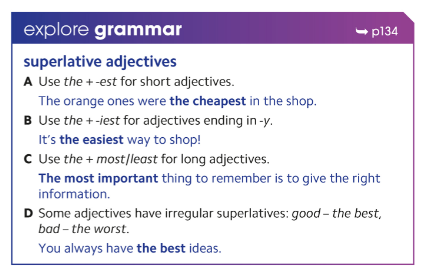 explore grammar → p134
superlative adjectives
A Use the + -est for short adjectives.
The orange ones were the cheapest in the shop.
B Use the + -iest for adjectives ending in -y.
It's the easiest way to shop!
C Use the + most/least for long adjectives.
The most important thing to remember is to give the right
information.
D Some adjectives have irregular superlatives: good – the best,
bad – the worst.
You always have the best ideas.